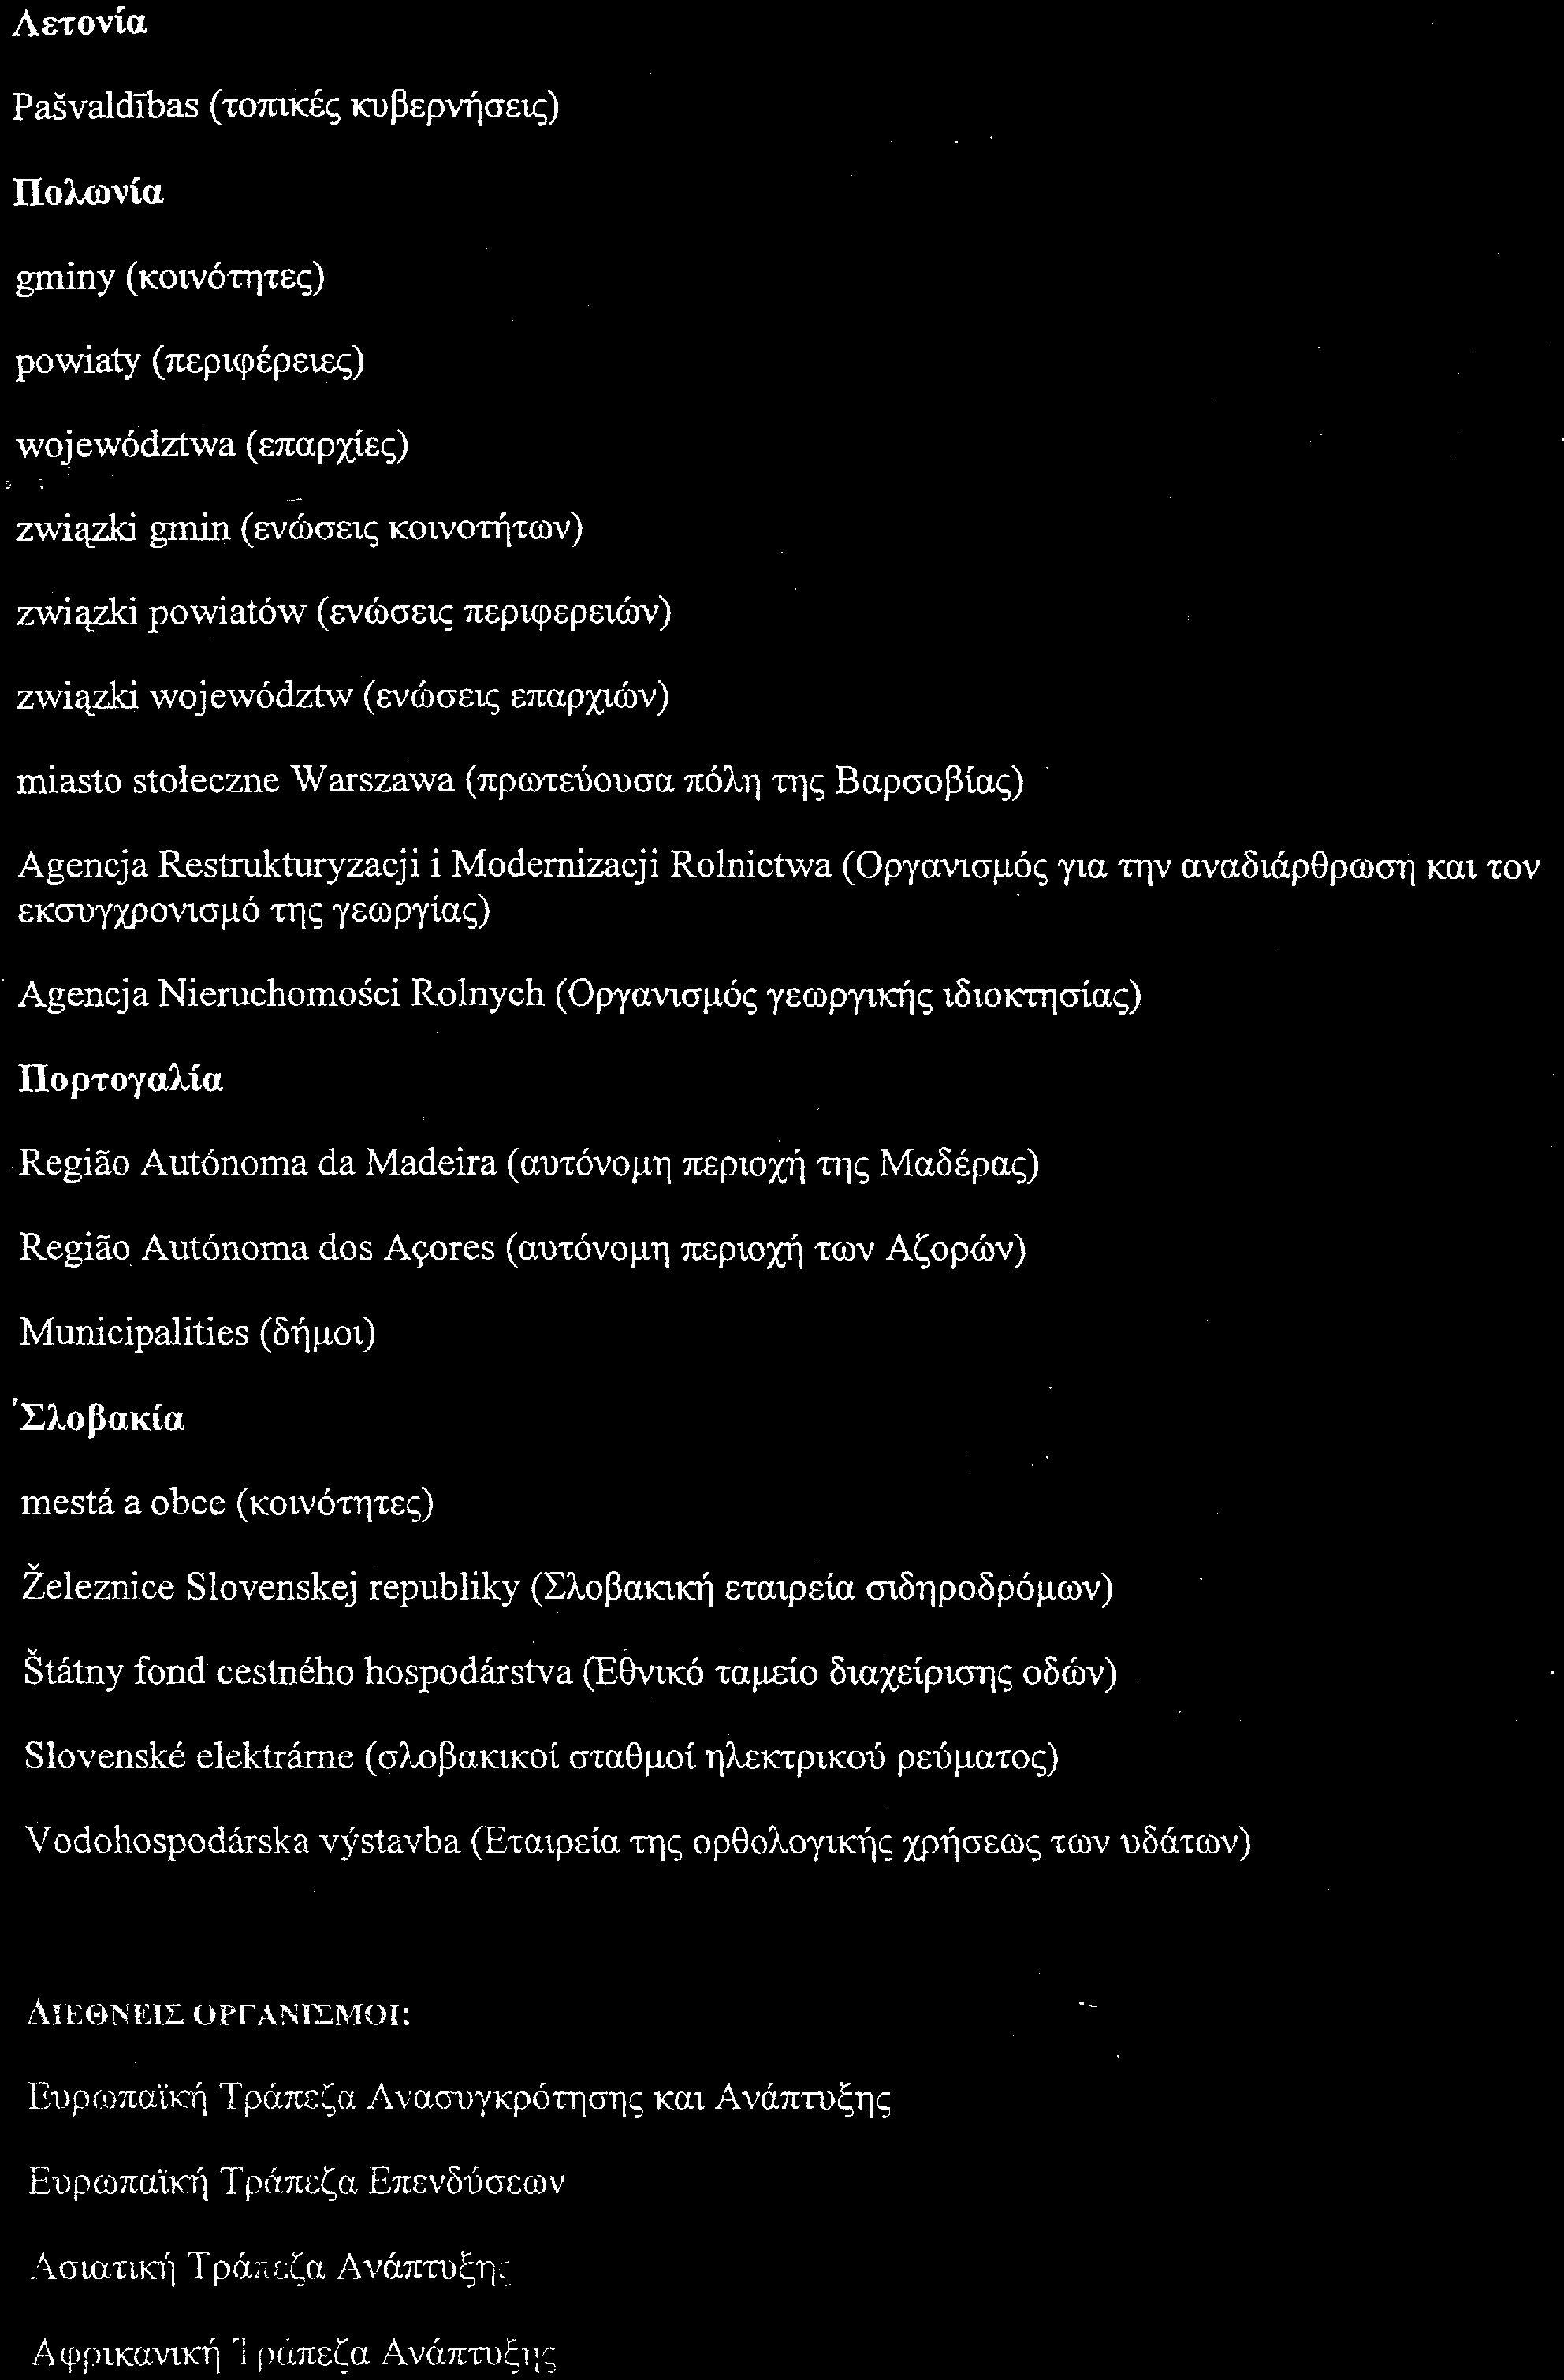 Λετονία
Pašvaldības (τοπικές κυβερνήσεις)
Πολωνία
gminy (κοινότητες)
powiaty (περιφέρειες)
województwa (επαρχίες)
związki gmin (ενώσεις κοινοτήτων)
związki powiatów (ενώσεις περιφερειών)
związki województw (ενώσεις επαρχιών)
miasto stołeczne Warszawa (πρωτεύουσα πόλη της Βαρσοβίας)
Agencja Restrukturyzacji i Modernizacji Rolnictwa (Οργανισμός για την αναδιάρθρωση και τον
εκσυγχρονισμό της γεωργίας)
Agencja Nieruchomości Rolnych (Οργανισμός γεωργικής ιδιοκτησίας)
Πορτογαλία
Região Autónoma da Madeira (αυτόνομη περιοχή της Μαδέρας)
Região Autónoma dos Açores (αυτόνομη περιοχή των Αζορών)
Municipalities (δήμοι)
Σλοβακία
mestá a obce (κοινότητες)
Železnice Slovenskej republiky (Σλοβακική εταιρεία σιδηροδρόμων)
Štátny fond cestného hospodárstva (Εθνικό ταμείο διαχείρισης οδών)
Slovenské elektrárne (σλοβακικοί σταθμοί ηλεκτρικού ρεύματος)
Vodohospodárska výstavba (Εταιρεία της ορθολογικής χρήσεως των υδάτων)
ΔΙΕΘΝΕΙΣ ΟΡΓΑΝΙΣΜΟΙ:
Ευρωπαϊκή Τράπεζα Ανασυγκρότησης και Ανάπτυξης
Ευρωπαϊκή Τράπεζα Επενδύσεων
Ασιατική Τράπεζα Ανάπτυξης
Αφρικανική Τράπεζα Ανάπτυξης